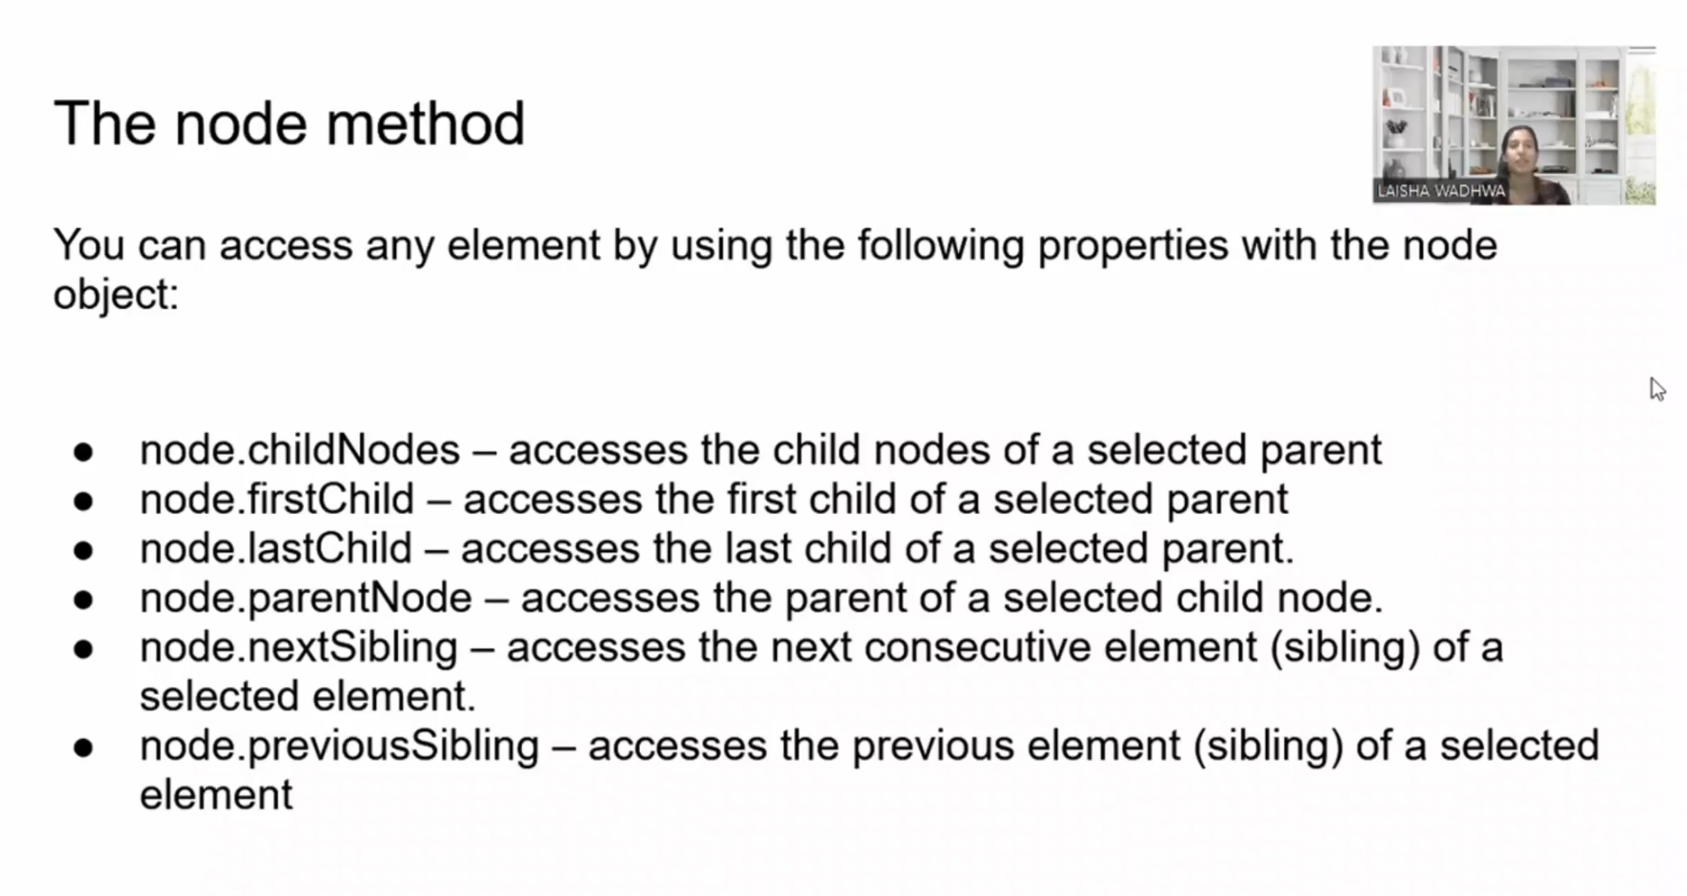 The node method
LAISHA WADHWA
You can access any element by using the following properties with the node
object:
● node.childNodes – accesses the child nodes of a selected parent
● node.firstChild – accesses the first child of a selected parent
● node.lastChild – accesses the last child of a selected parent.
● node.parentNode – accesses the parent of a selected child node.
● node.nextSibling – accesses the next consecutive element (sibling) of a
selected element.
● node.previousSibling – accesses the previous element (sibling) of a selected
element